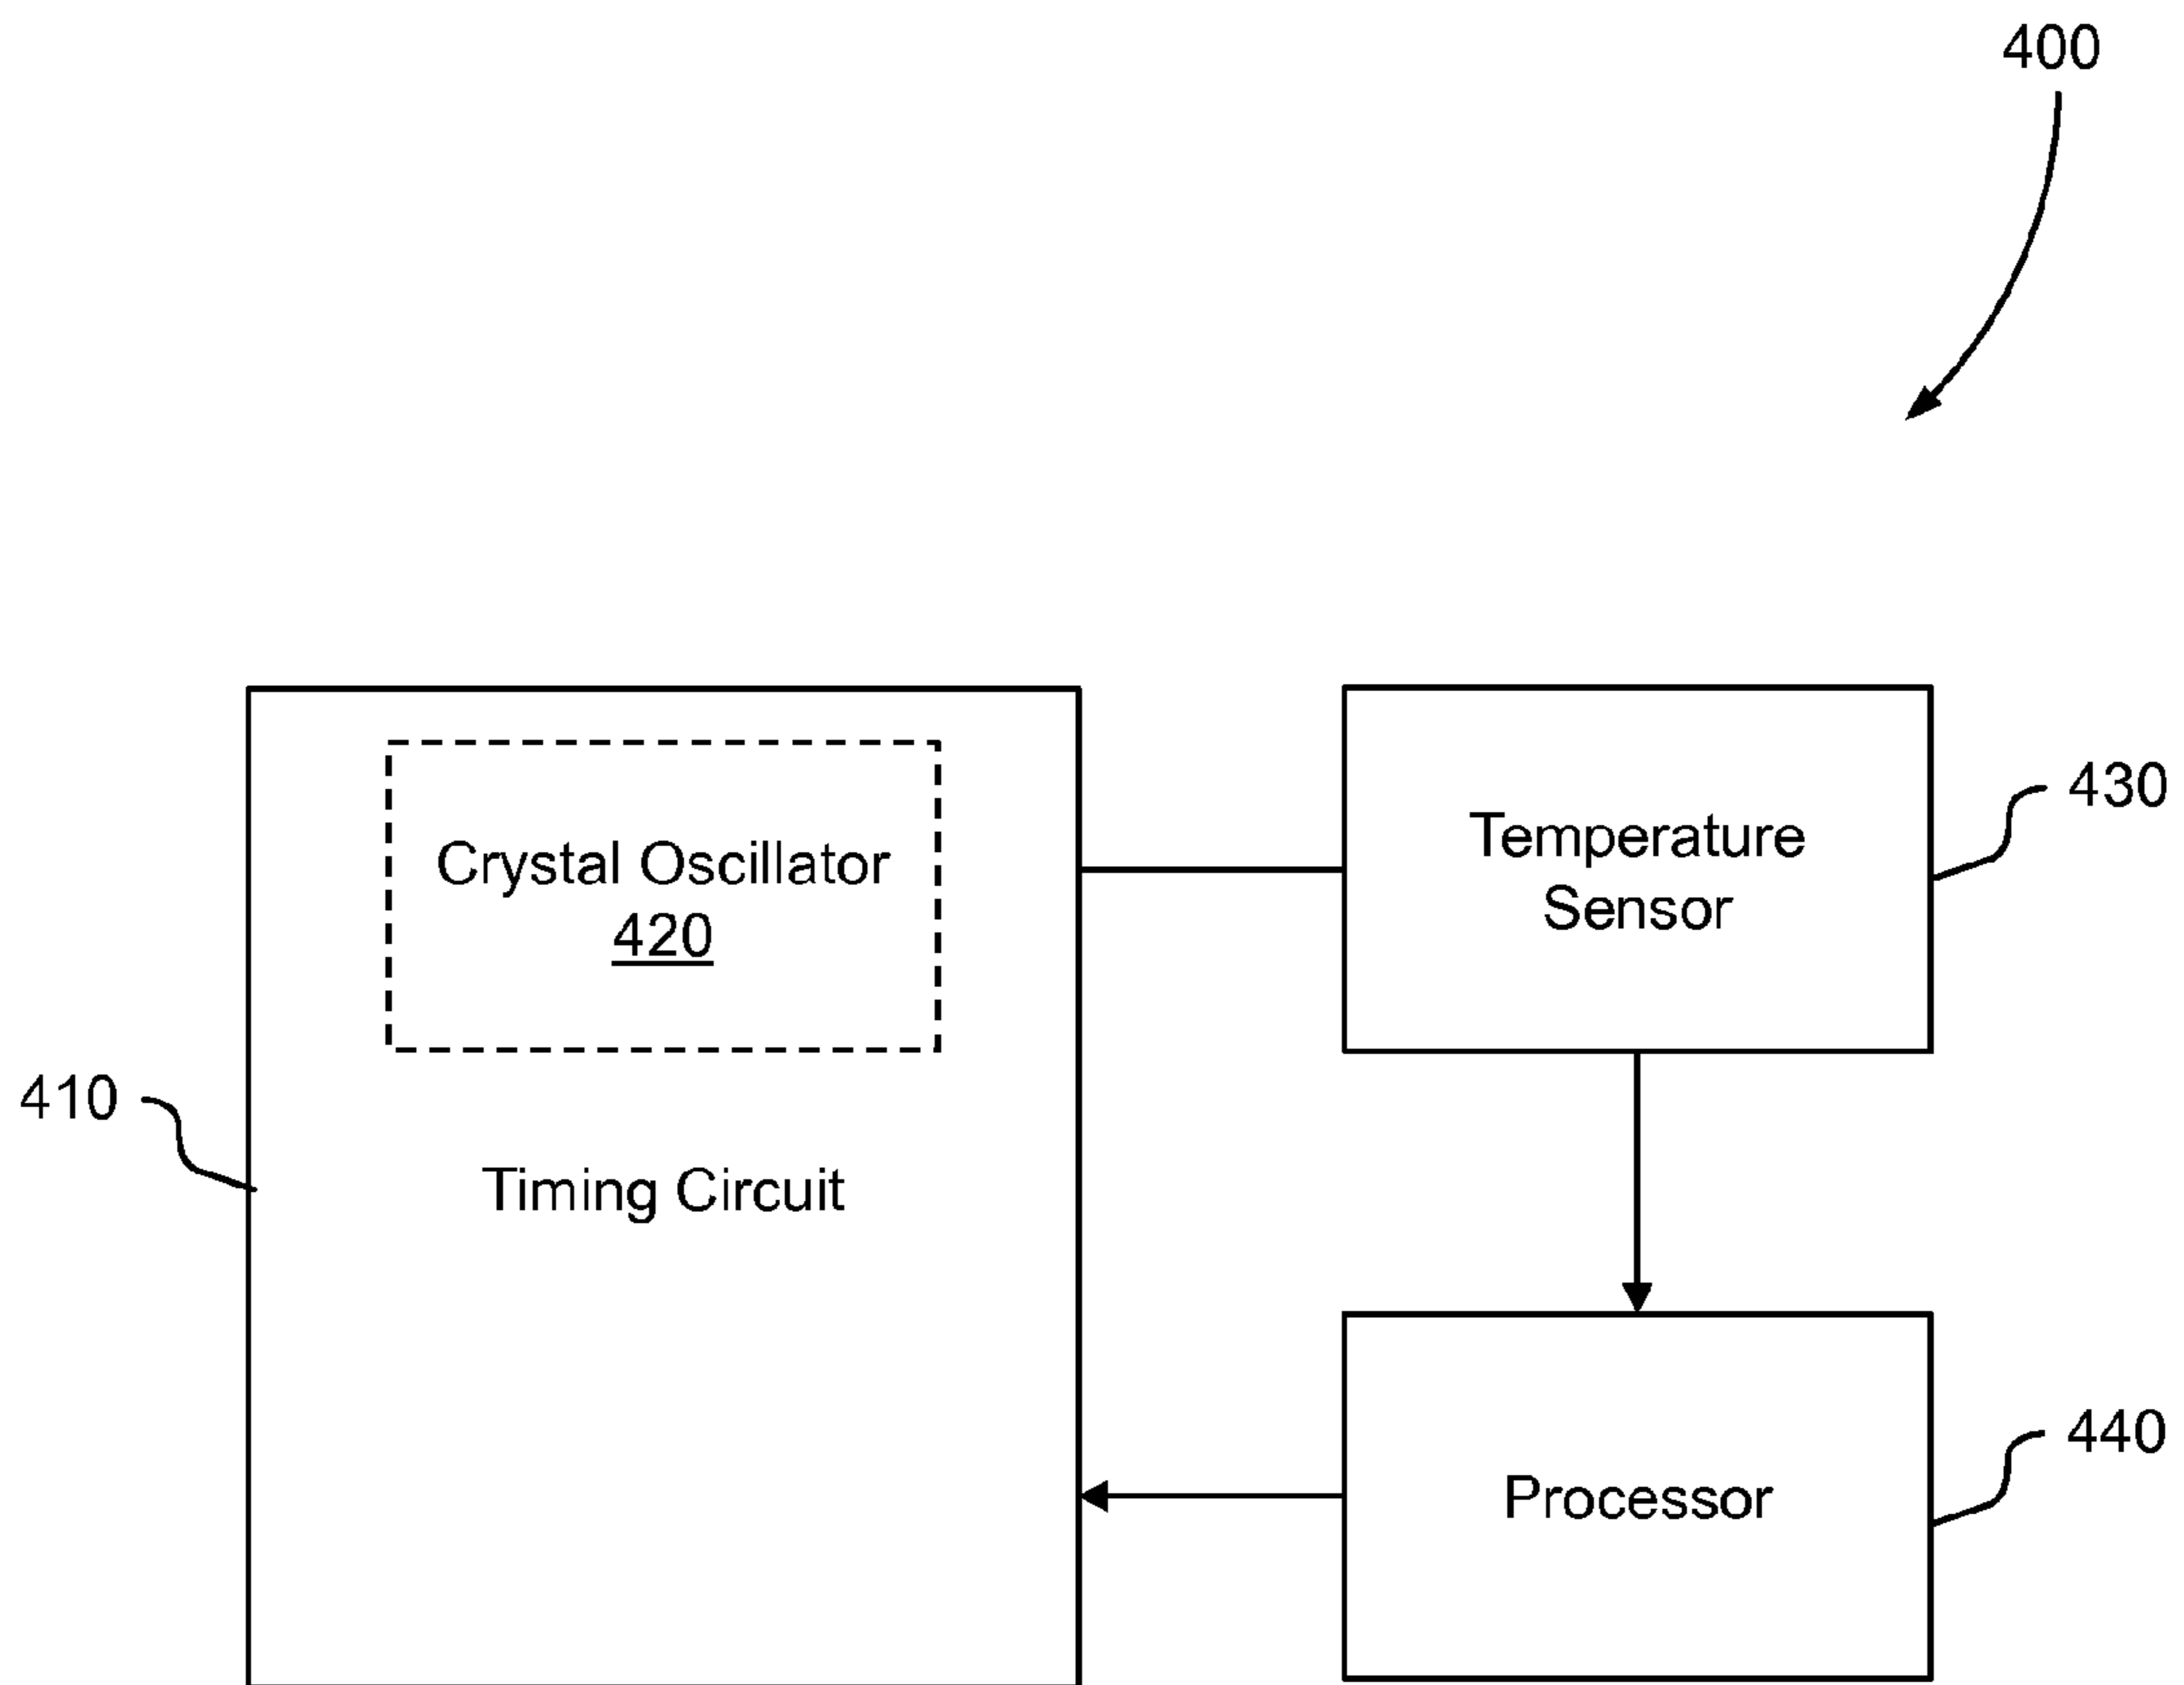 400
Crystal Oscillator
420
Temperature
Sensor
430
410
Timing Circuit
440
Processor